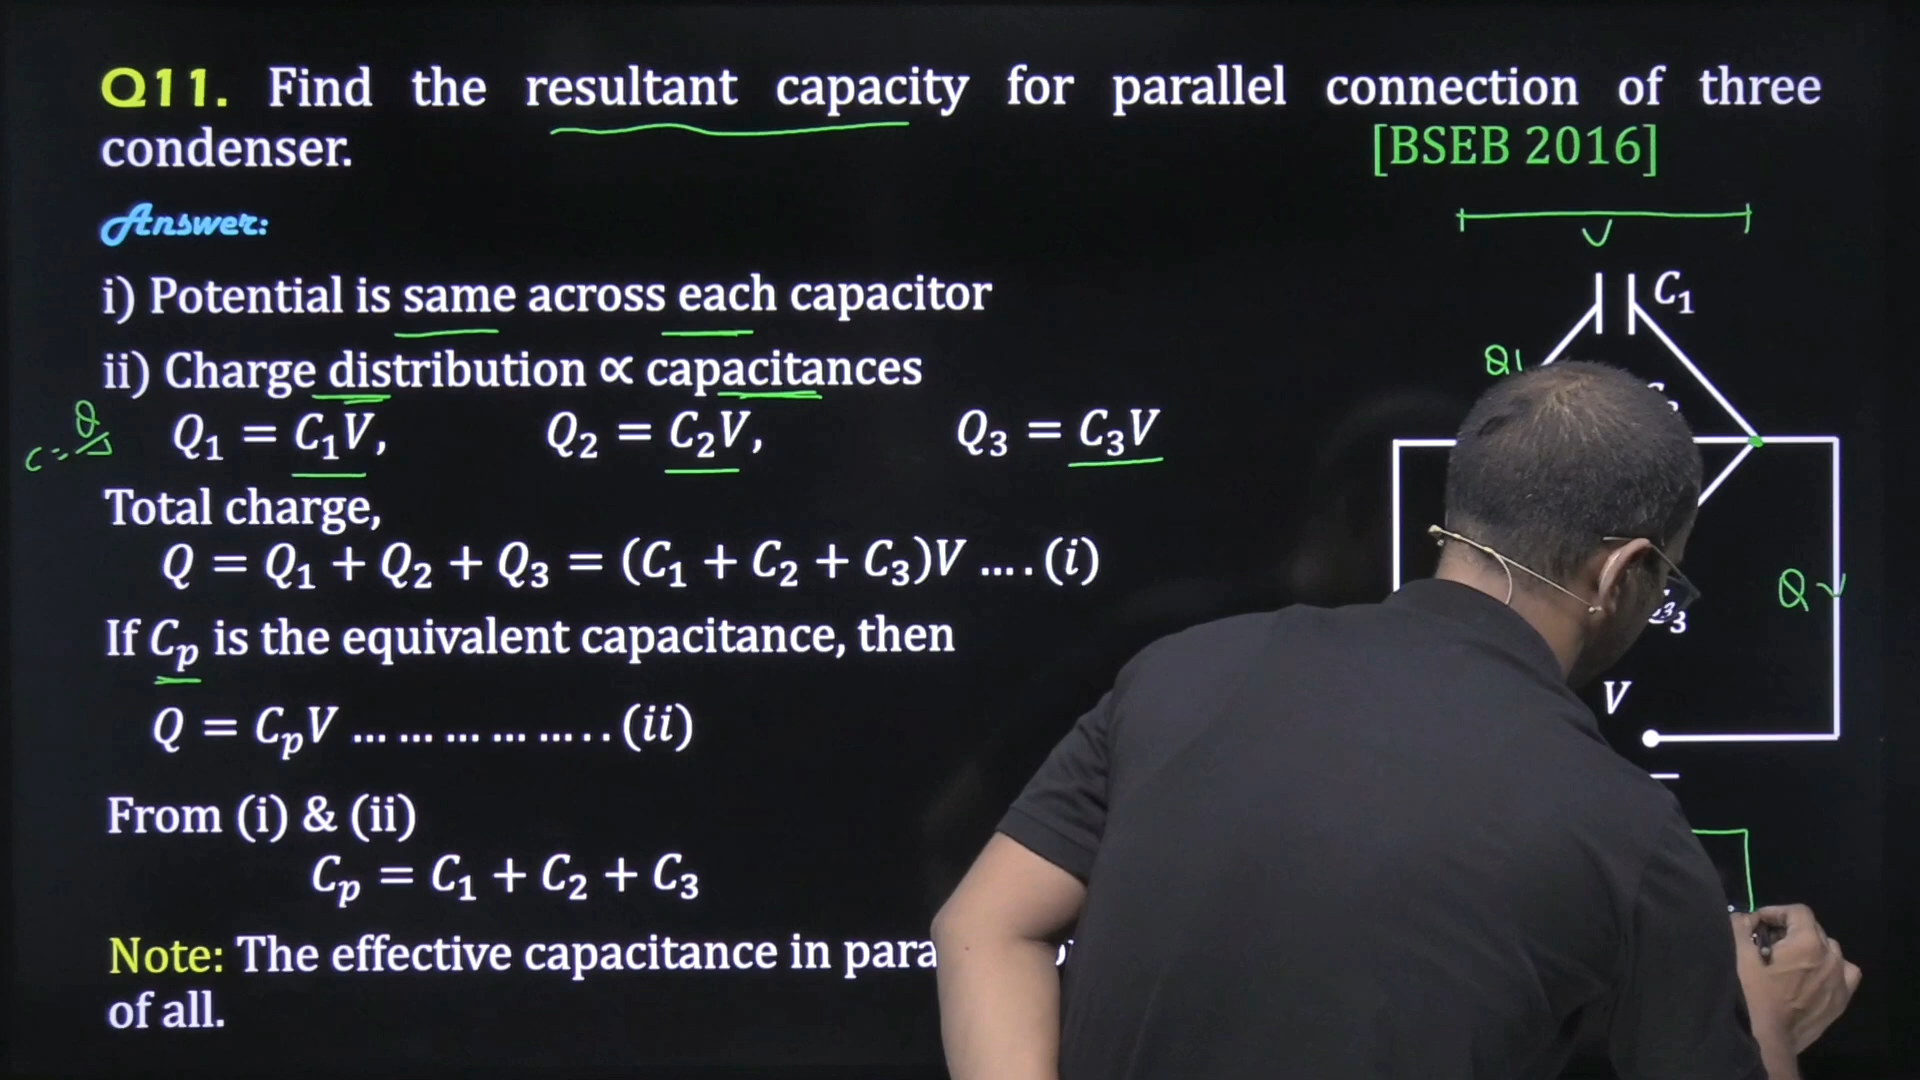 Q11. Find the resultant capacity for parallel connection of three
condenser.
[BSEB 2016]
Answer:
i) Potential is same across each capacitor
ii) Charge distribution ∝ capacitances
Q₁ = C₁V, Q₂ = C₂V, Q₃ = C₃V
Total charge,
Q = Q₁ + Q₂ + Q₃ = (C₁ + C₂ + C₃)V .... (i)
If Cₚ is the equivalent capacitance, then
Q = CₚV ... ... ... ... ..... (ii)
From (i) & (ii)
Cₚ = C₁ + C₂ + C₃
Note: The effective capacitance in
of all.
V
C₁
Q1
Q
V